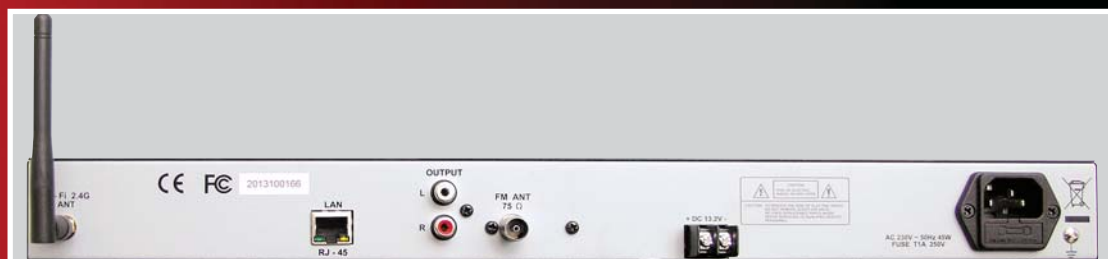 Fi 2.4G
ANT
CE FC 2013100166
LAN
RJ - 45
OUTPUT
L
R
FM ANT
75 Ω
+ DC 13.2V -
CAUTION
AC 230V ~ 50Hz 45W
FUSE T1A 250V